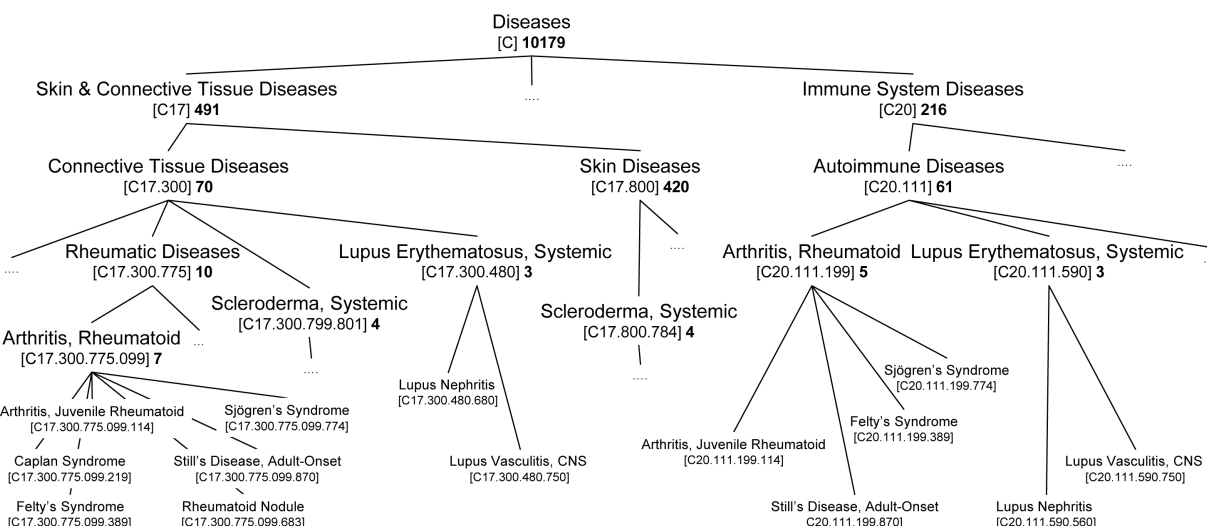 Diseases
[C] 10179
Skin & Connective Tissue Diseases
[C17] 491
....
Immune System Diseases
[C20] 216
Connective Tissue Diseases
[C17.300] 70
Skin Diseases
[C17.800] 420
Autoimmune Diseases
[C20.111] 61
....
....
Rheumatic Diseases
[C17.300.775] 10
Lupus Erythematosus, Systemic
[C17.300.480] 3
....
Arthritis, Rheumatoid
[C20.111.199] 5
Lupus Erythematosus, Systemic
[C20.111.590] 3
Scleroderma, Systemic
[C17.300.799.801] 4
Scleroderma, Systemic
[C17.800.784] 4
Arthritis, Rheumatoid
[C17.300.775.099] 7
...
....
....
Lupus Nephritis
[C17.300.480.680]
Sjögren's Syndrome
[C20.111.199.774]
Arthritis, Juvenile Rheumatoid
[C17.300.775.099.114]
Sjögren's Syndrome
[C17.300.775.099.774]
Felty's Syndrome
[C20.111.199.389]
Arthritis, Juvenile Rheumatoid
[C20.111.199.114]
Caplan Syndrome
[C17.300.775.099.219]
Still's Disease, Adult-Onset
[C17.300.775.099.870]
Lupus Vasculitis, CNS
[C17.300.480.750]
Lupus Vasculitis, CNS
[C20.111.590.750]
Felty's Syndrome
[C17.300.775.099.389]
Rheumatoid Nodule
[C17.300.775.099.683]
Still's Disease, Adult-Onset
C20.111.199.870]
Lupus Nephritis
[C20.111.590.560]